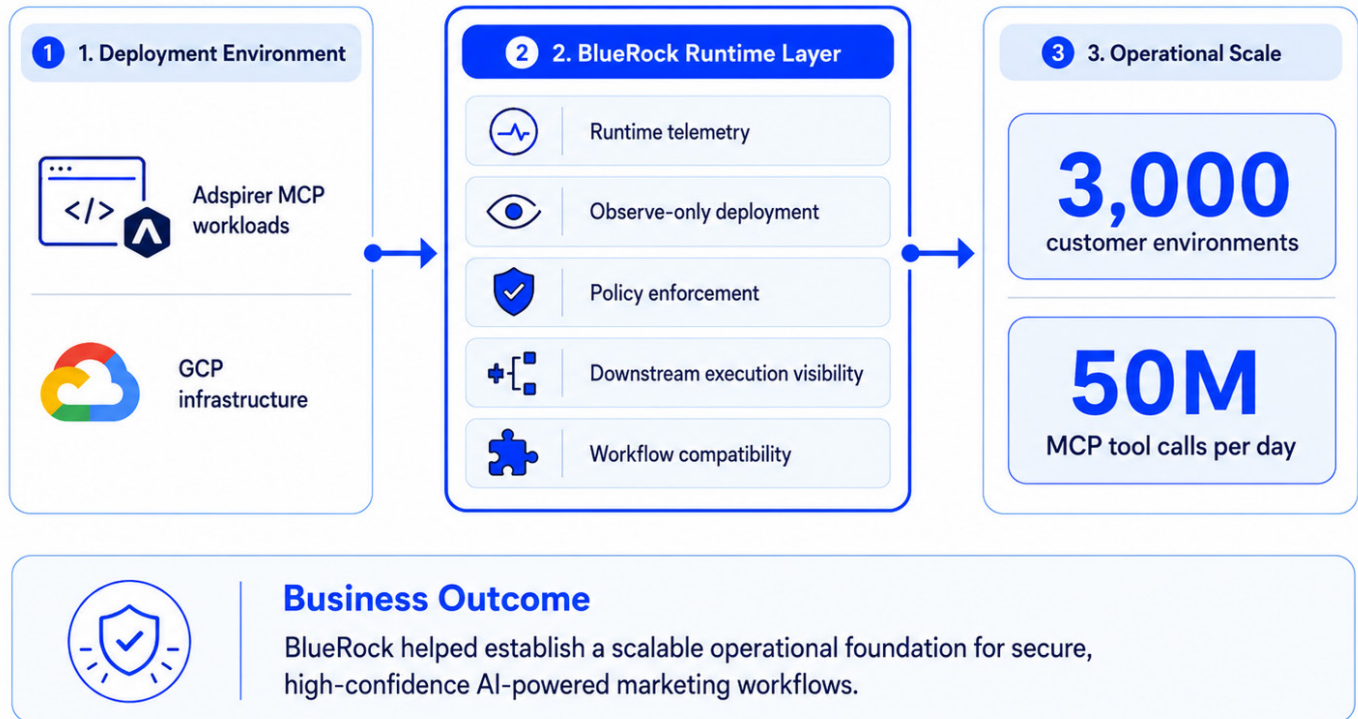 1 1. Deployment Environment
</>
Adspirer MCP
workloads
GCP
infrastructure
2 2. BlueRock Runtime Layer
Runtime telemetry
Observe-only deployment
Policy enforcement
Downstream execution visibility
Workflow compatibility
3 3. Operational Scale
3,000
customer environments
50M
MCP tool calls per day
Business Outcome
BlueRock helped establish a scalable operational foundation for secure,
high-confidence AI-powered marketing workflows.